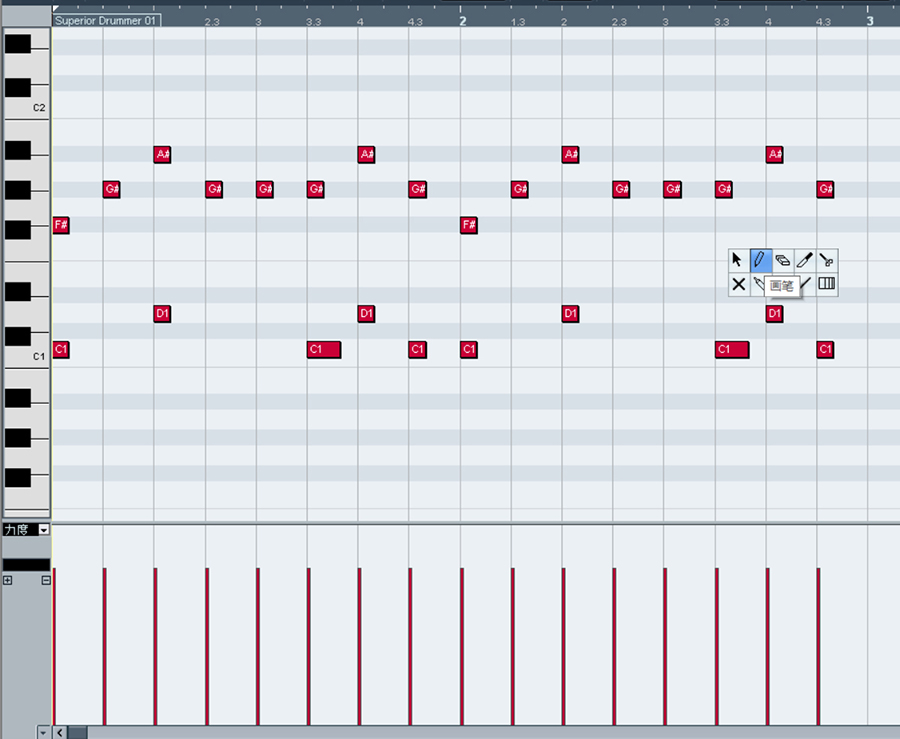 Superior Drummer 01 2.3 3 3.3 4 4.3 2 1.3 2 2.3 3 3.3 4 4.3 3
C2
A# A# A# A#
G# G# G# G# G# G# G# G# G# G#
F# F#
画笔
D1 D1 D1 D1
C1 C1 C1 C1 C1 C1 C1
力度